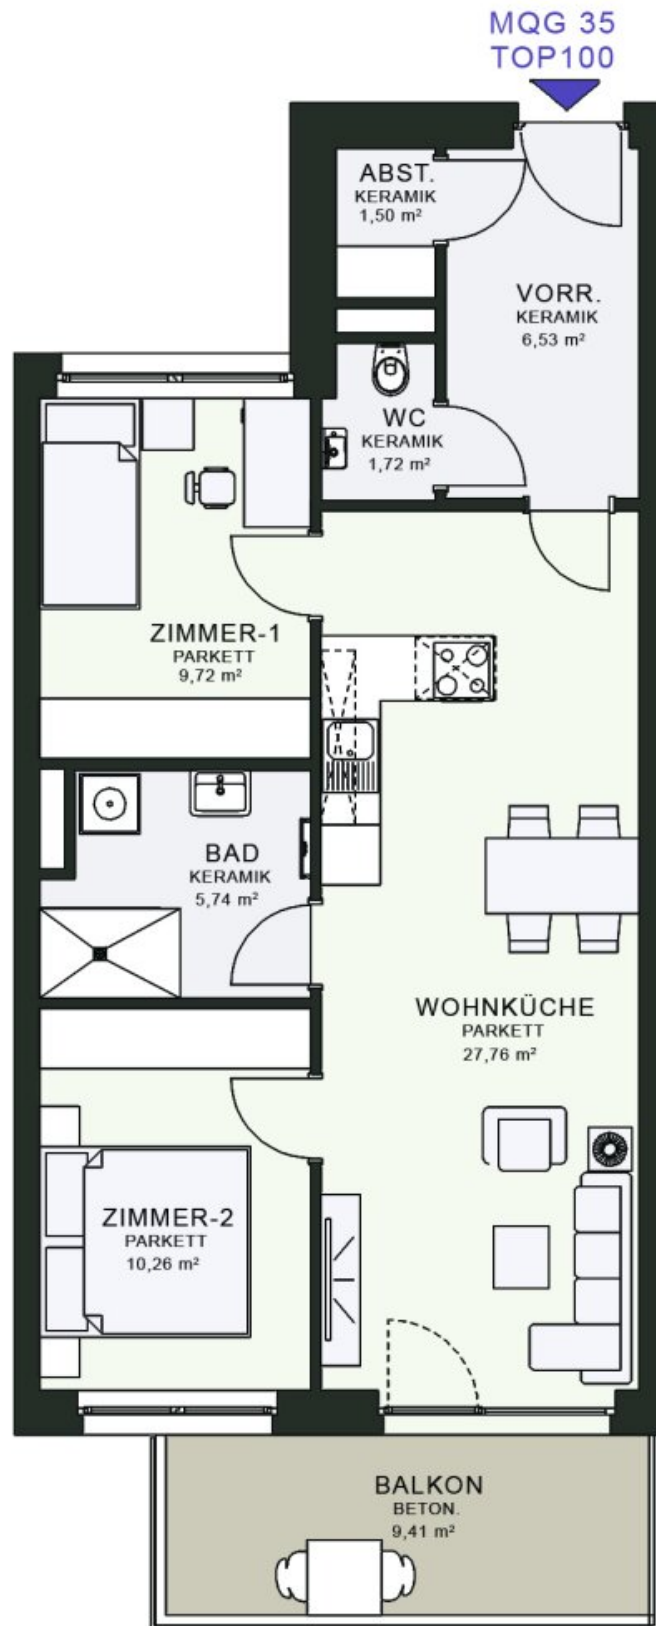 MQG 35
TOP100
ABST.
KERAMIK
1,50 m²
VORR.
KERAMIK
6,53 m²
WC
KERAMIK
1,72 m²
ZIMMER-1
PARKETT
9,72 m²
BAD
KERAMIK
5,74 m²
WOHNKÜCHE
PARKETT
27,76 m²
ZIMMER-2
PARKETT
10,26 m²
BALKON
BETON.
9,41 m²